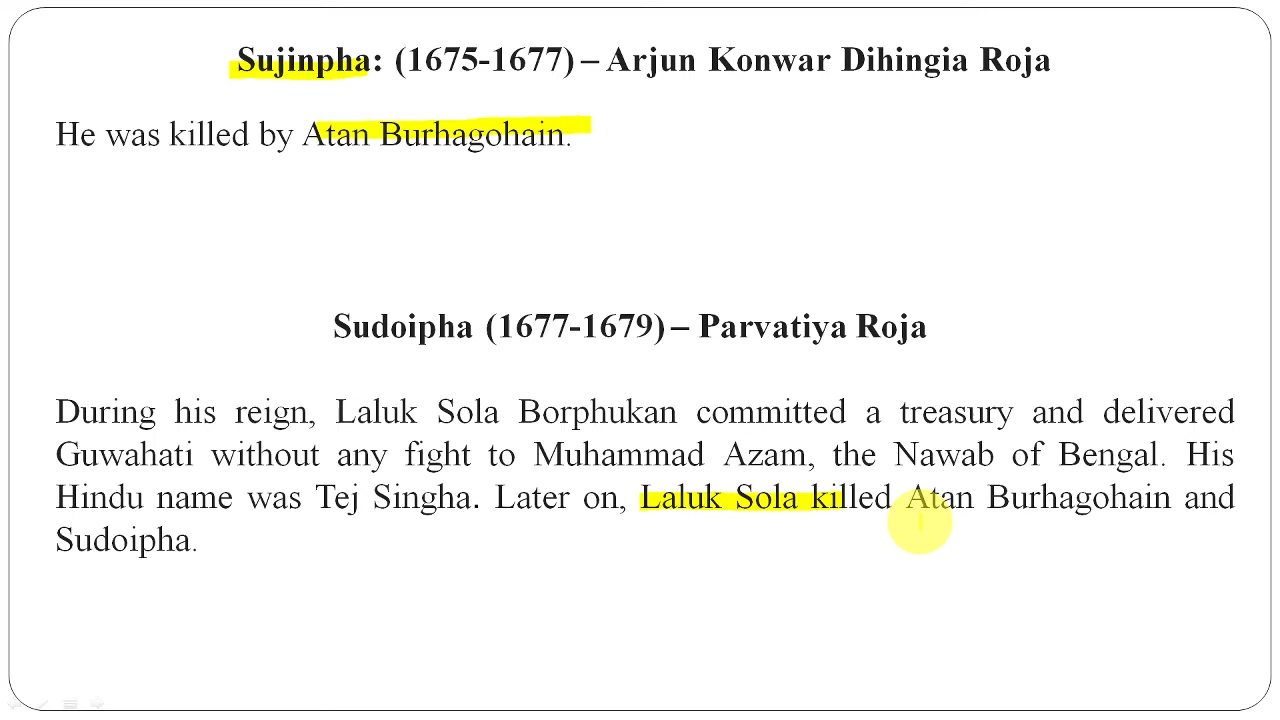 Sujinpha: (1675-1677) – Arjun Konwar Dihingia Roja
He was killed by Atan Burhagohain.
Sudoipha (1677-1679) – Parvatiya Roja
During his reign, Laluk Sola Borphukan committed a treasury and delivered
Guwahati without any fight to Muhammad Azam, the Nawab of Bengal. His
Hindu name was Tej Singha. Later on, Laluk Sola killed Atan Burhagohain and
Sudoipha.